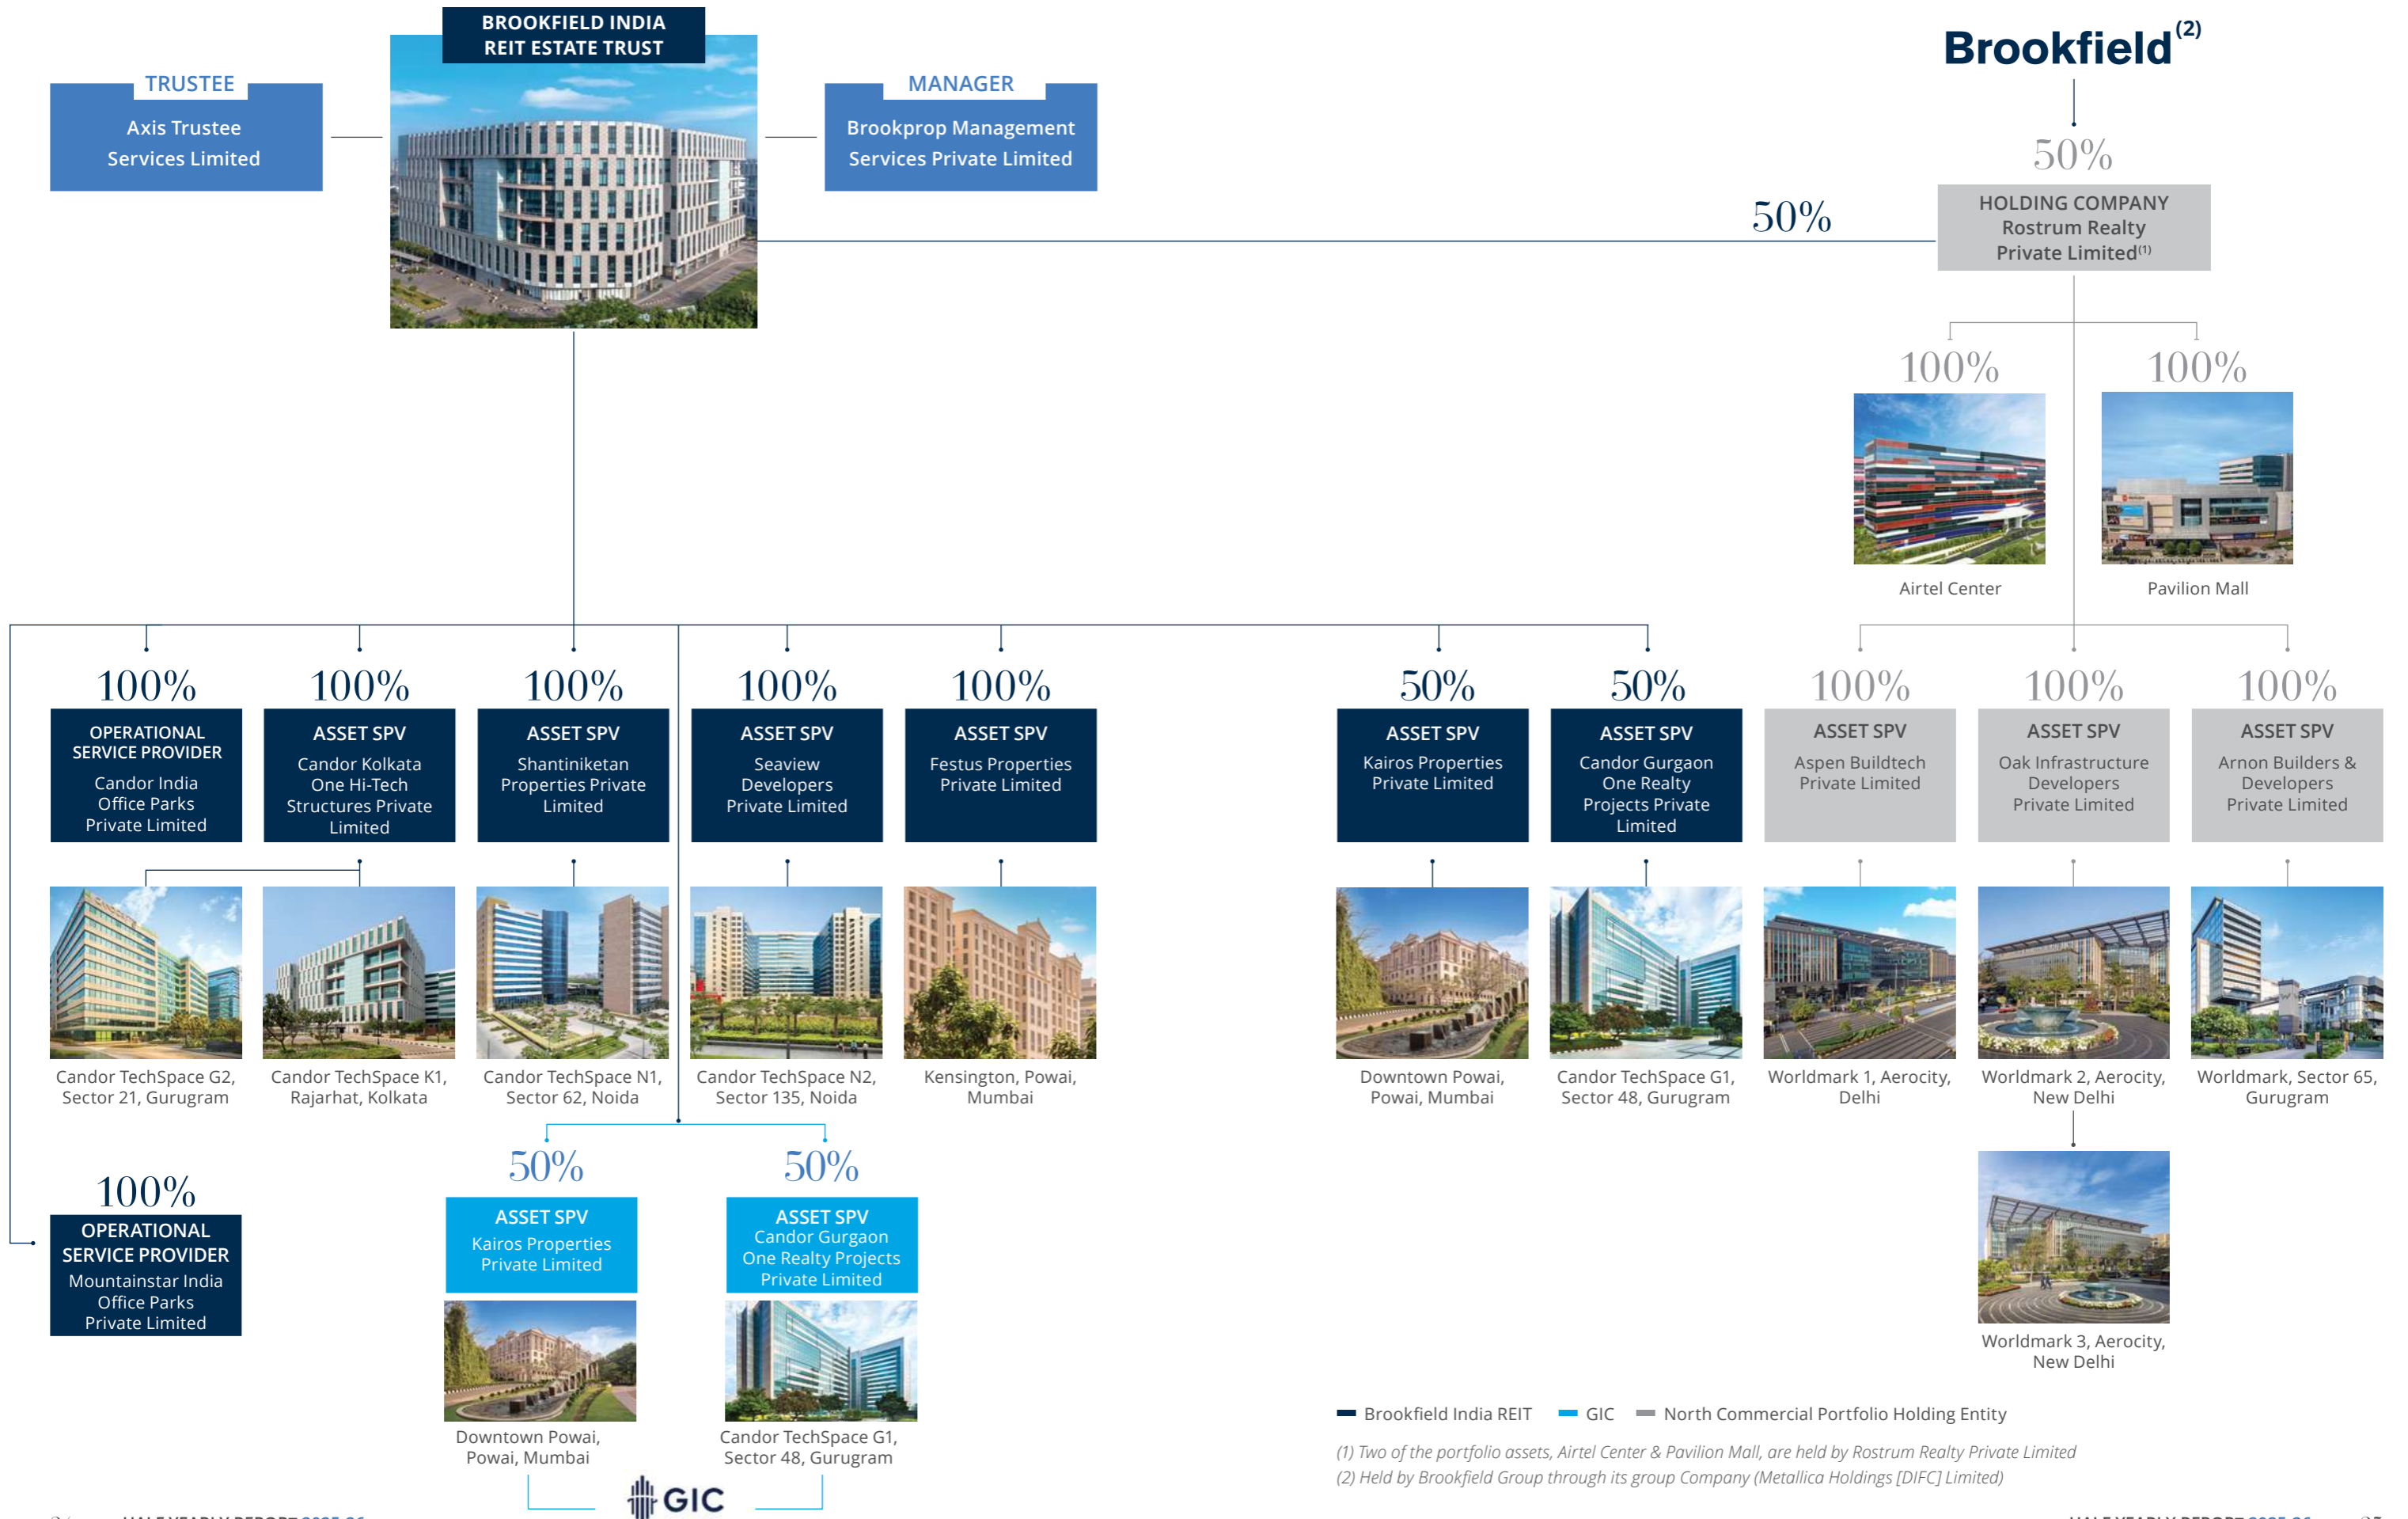 BROOKFIELD INDIA
REIT ESTATE TRUST
TRUSTEE
Axis Trustee
Services Limited
MANAGER
Brookprop Management
Services Private Limited
Brookfield(2)
50%
50%
HOLDING COMPANY
Rostrum Realty
Private Limited(1)
100%
100%
Airtel Center
Pavilion Mall
100%
OPERATIONAL
SERVICE PROVIDER
Candor India
Office Parks
Private Limited
100%
ASSET SPV
Candor Kolkata
One Hi-Tech
Structures Private
Limited
100%
ASSET SPV
Shantiniketan
Properties Private
Limited
100%
ASSET SPV
Seaview
Developers
Private Limited
100%
ASSET SPV
Festus Properties
Private Limited
50%
ASSET SPV
Kairos Properties
Private Limited
50%
ASSET SPV
Candor Gurgaon
One Realty
Projects Private
Limited
100%
ASSET SPV
Aspen Buildtech
Private Limited
100%
ASSET SPV
Oak Infrastructure
Developers
Private Limited
100%
ASSET SPV
Arnon Builders &
Developers
Private Limited
Candor TechSpace G2,
Sector 21, Gurugram
Candor TechSpace K1,
Rajarhat, Kolkata
Candor TechSpace N1,
Sector 62, Noida
Candor TechSpace N2,
Sector 135, Noida
Kensington, Powai,
Mumbai
Downtown Powai,
Powai, Mumbai
Candor TechSpace G1,
Sector 48, Gurugram
Worldmark 1, Aerocity,
Delhi
Worldmark 2, Aerocity,
New Delhi
Worldmark, Sector 65,
Gurugram
100%
OPERATIONAL
SERVICE PROVIDER
Mountainstar India
Office Parks
Private Limited
50%
ASSET SPV
Kairos Properties
Private Limited
50%
ASSET SPV
Candor Gurgaon
One Realty Projects
Private Limited
Downtown Powai,
Powai, Mumbai
Candor TechSpace G1,
Sector 48, Gurugram
GIC
Worldmark 3, Aerocity,
New Delhi
Brookfield India REIT GIC North Commercial Portfolio Holding Entity
(1) Two of the portfolio assets, Airtel Center & Pavilion Mall, are held by Rostrum Realty Private Limited
(2) Held by Brookfield Group through its group Company (Metallica Holdings [DIFC] Limited)
HALF YEARLY REPORT 2025-26
HALF YEARLY REPORT 2025-26